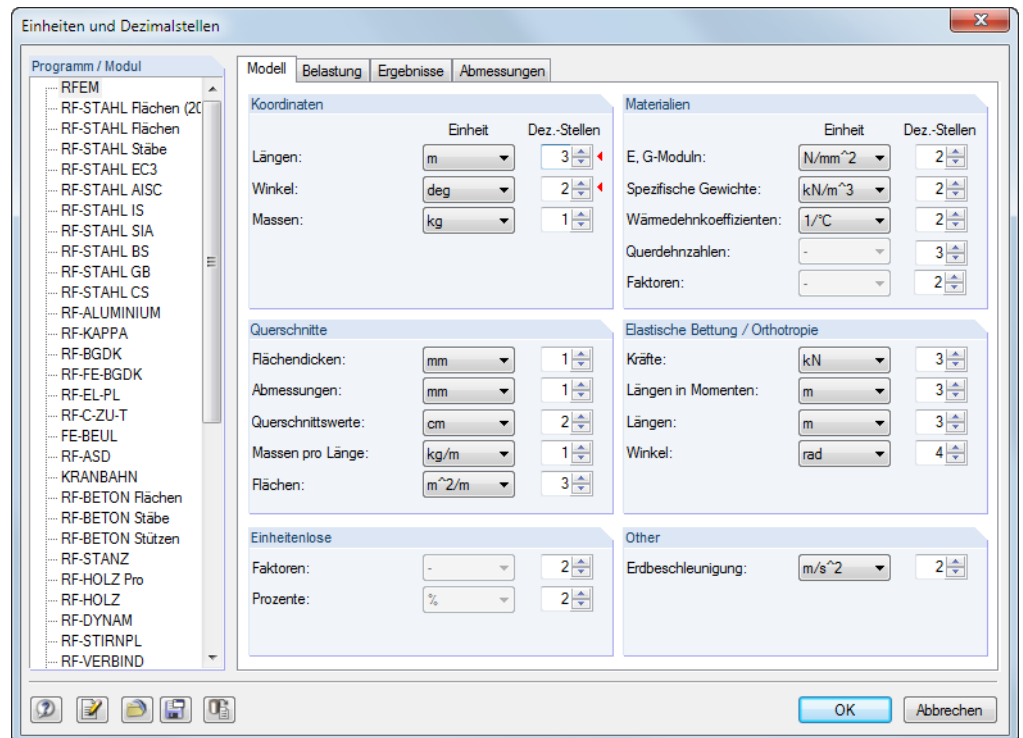 Einheiten und Dezimalstellen
Programm / Modul
RFEM
RF-STAHL Flächen (20
RF-STAHL Flächen
RF-STAHL Stäbe
RF-STAHL EC3
RF-STAHL AISC
RF-STAHL IS
RF-STAHL SIA
RF-STAHL BS
RF-STAHL GB
RF-STAHL CS
RF-ALUMINIUM
RF-KAPPA
RF-BGDK
RF-FE-BGDK
RF-EL-PL
RF-C-ZU-T
FE-BEUL
RF-ASD
KRANBAHN
RF-BETON Flächen
RF-BETON Stäbe
RF-BETON Stützen
RF-STANZ
RF-HOLZ Pro
RF-HOLZ
RF-DYNAM
RF-STIRNPL
RF-VERBIND
Modell Belastung Ergebnisse Abmessungen
Koordinaten
Einheit Dez.-Stellen
Längen: m 3
Winkel: deg 2
Massen: kg 1
Materialien
Einheit Dez.-Stellen
E, G-Moduln: N/mm^2 2
Spezifische Gewichte: kN/m^3 2
Wärmedehnkoeffizienten: 1/°C 2
Querdehnzahlen: - 3
Faktoren: - 2
Querschnitte
Flächendicken: mm 1
Abmessungen: mm 1
Querschnittswerte: cm 2
Massen pro Länge: kg/m 1
Flächen: m^2/m 3
Elastische Bettung / Orthotropie
Kräfte: kN 3
Längen in Momenten: m 3
Längen: m 3
Winkel: rad 4
Einheitenlose
Faktoren: - 2
Prozente: % 2
Other
Erdbeschleunigung: m/s^2 2
OK Abbrechen